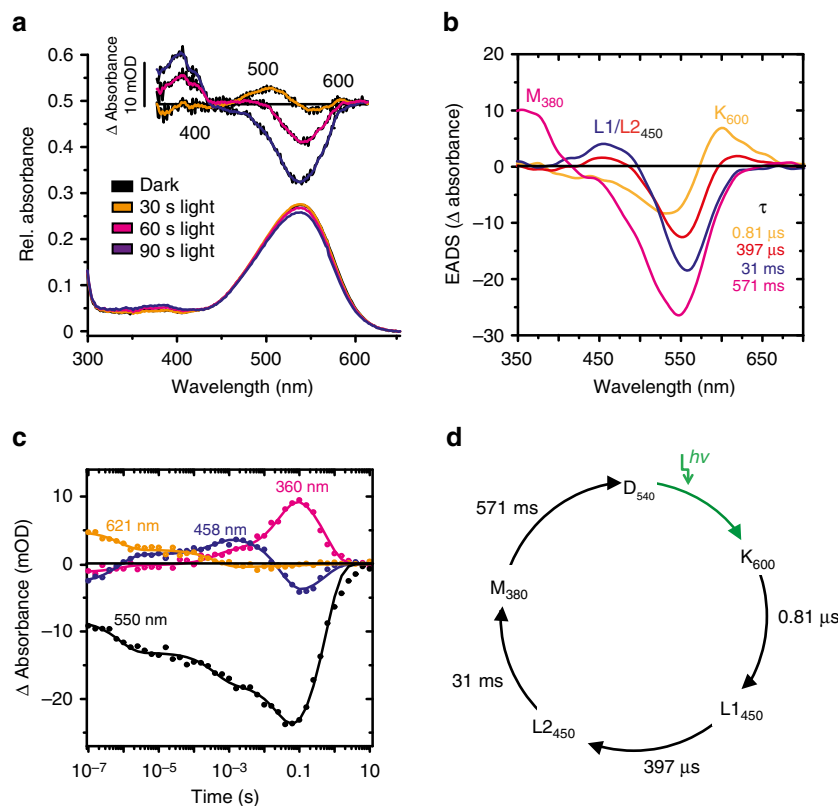 a
0.6
0.5
0.4
0.3
0.2
0.1
0
Rel. absorbance
Δ Absorbance
10 mOD
500
600
400
Dark
30 s light
60 s light
90 s light
300
400
500
600
Wavelength (nm)
b
20
10
0
−10
−20
−30
EADS (Δ absorbance)
M380
L1/L2450
K600
τ
0.81 μs
397 μs
31 ms
571 ms
350
450
550
650
Wavelength (nm)
c
10
0
−10
−20
Δ Absorbance (mOD)
621 nm
458 nm
360 nm
550 nm
10−7
10−5
10−3
0.1
10
Time (s)
d
hv
D540
571 ms
K600
M380
0.81 μs
31 ms
L1450
L2450
397 μs